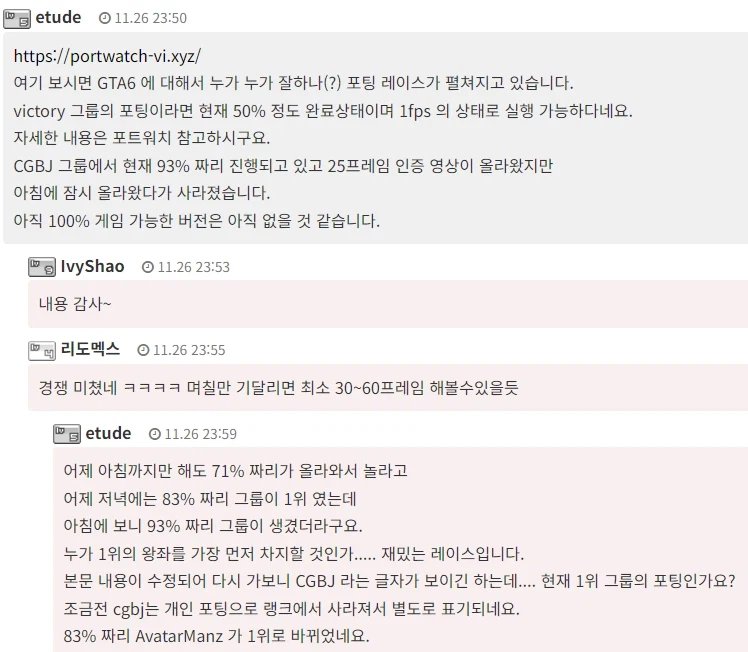 etude 11.26 23:50
https://portwatch-vi.xyz/
여기 보시면 GTA6 에 대해서 누가 누가 잘하나(?) 포팅 레이스가 펼쳐지고 있습니다.
victory 그룹의 포팅이라면 현재 50% 정도 완료상태이며 1fps 의 상태로 실행 가능하다네요.
자세한 내용은 포트워치 참고하시구요.
CGBJ 그룹에서 현재 93% 짜리 진행되고 있고 25프레임 인증 영상이 올라왔지만
아침에 잠시 올라왔다가 사라졌습니다.
아직 100% 게임 가능한 버전은 아직 없을 것 같습니다.
IvyShao 11.26 23:53
내용 감사~
리도멕스 11.26 23:55
경쟁 미쳤네 ㅋㅋㅋㅋ 며칠만 기달리면 최소 30~60프레임 해볼수있을듯
etude 11.26 23:59
어제 아침까지만 해도 71% 짜리가 올라와서 놀라고
어제 저녁에는 83% 짜리 그룹이 1위 였는데
아침에 보니 93% 짜리 그룹이 생겼더라구요.
누가 1위의 왕좌를 가장 먼저 차지할 것인가..... 재밌는 레이스입니다.
본문 내용이 수정되어 다시 가보니 CGBJ 라는 글자가 보이긴 하는데.... 현재 1위 그룹의 포팅인가요?
조금전 cgbj는 개인 포팅으로 랭크에서 사라져서 별도로 표기되네요.
83% 짜리 AvatarManz 가 1위로 바뀌었네요.